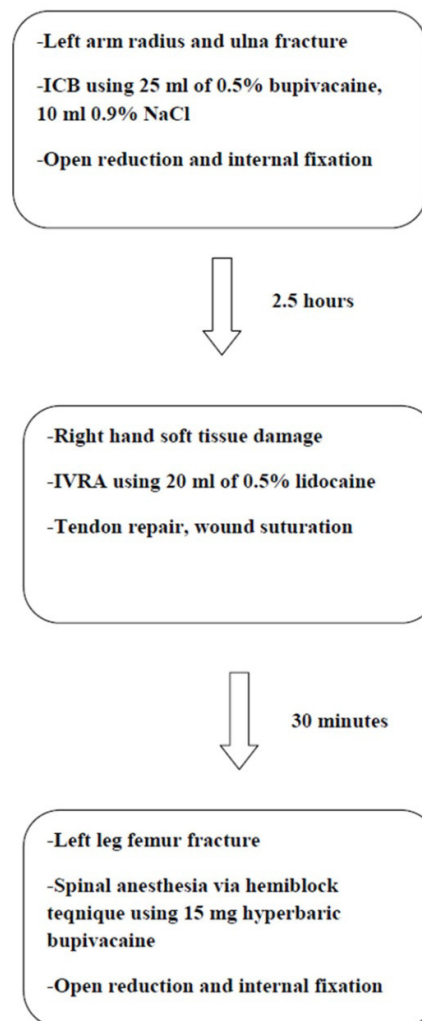 -Left arm radius and ulna fracture
-ICB using 25 ml of 0.5% bupivacaine,
10 ml 0.9% NaCl
-Open reduction and internal fixation
2.5 hours
-Right hand soft tissue damage
-IVRA using 20 ml of 0.5% lidocaine
-Tendon repair, wound suturation
30 minutes
-Left leg femur fracture
-Spinal anesthesia via hemiblock
teqnique using 15 mg hyperbaric
bupivacaine
-Open reduction and internal fixation